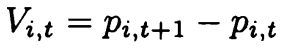 $V_{i,t} = p_{i,t+1} - p_{i,t}$